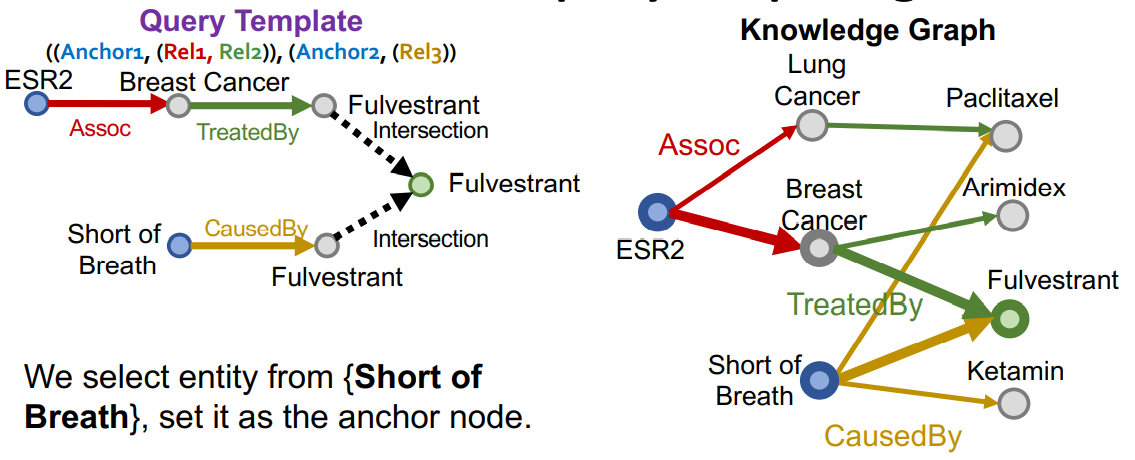 Query Template
((Anchor1, (Rel1, Rel2)), (Anchor2, (Rel3))
ESR2
Breast Cancer
Fulvestrant
Assoc
TreatedBy
Intersection
Fulvestrant
Short of
Breath
CausedBy
Intersection
Fulvestrant
We select entity from {Short of
Breath}, set it as the anchor node.
Knowledge Graph
Lung
Cancer
Paclitaxel
Assoc
Breast
Cancer
Arimidex
ESR2
Fulvestrant
TreatedBy
Short of
Breath
Ketamin
CausedBy